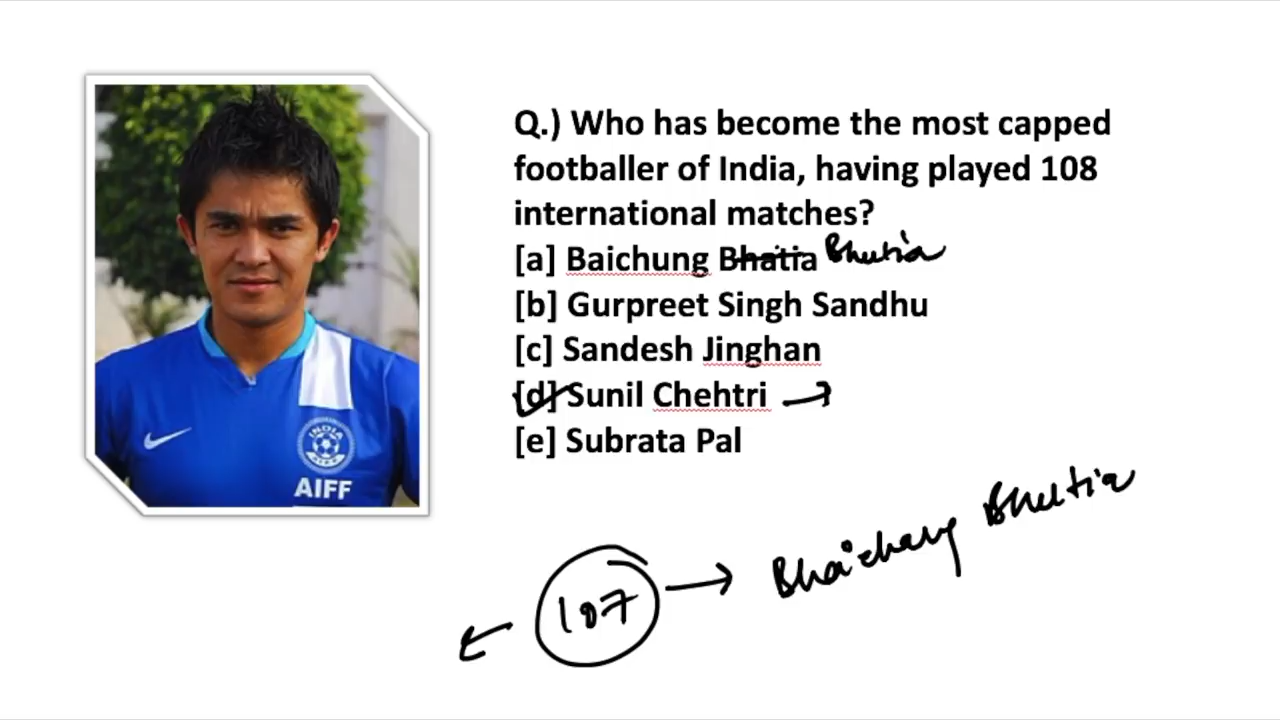 Q.) Who has become the most capped
footballer of India, having played 108
international matches?
[a] Baichung Bhatia Bhutia
[b] Gurpreet Singh Sandhu
[c] Sandesh Jinghan
[d] Sunil Chehtri →
[e] Subrata Pal
INDIA
AIFF
← 107 → Bhaichung Bhutia